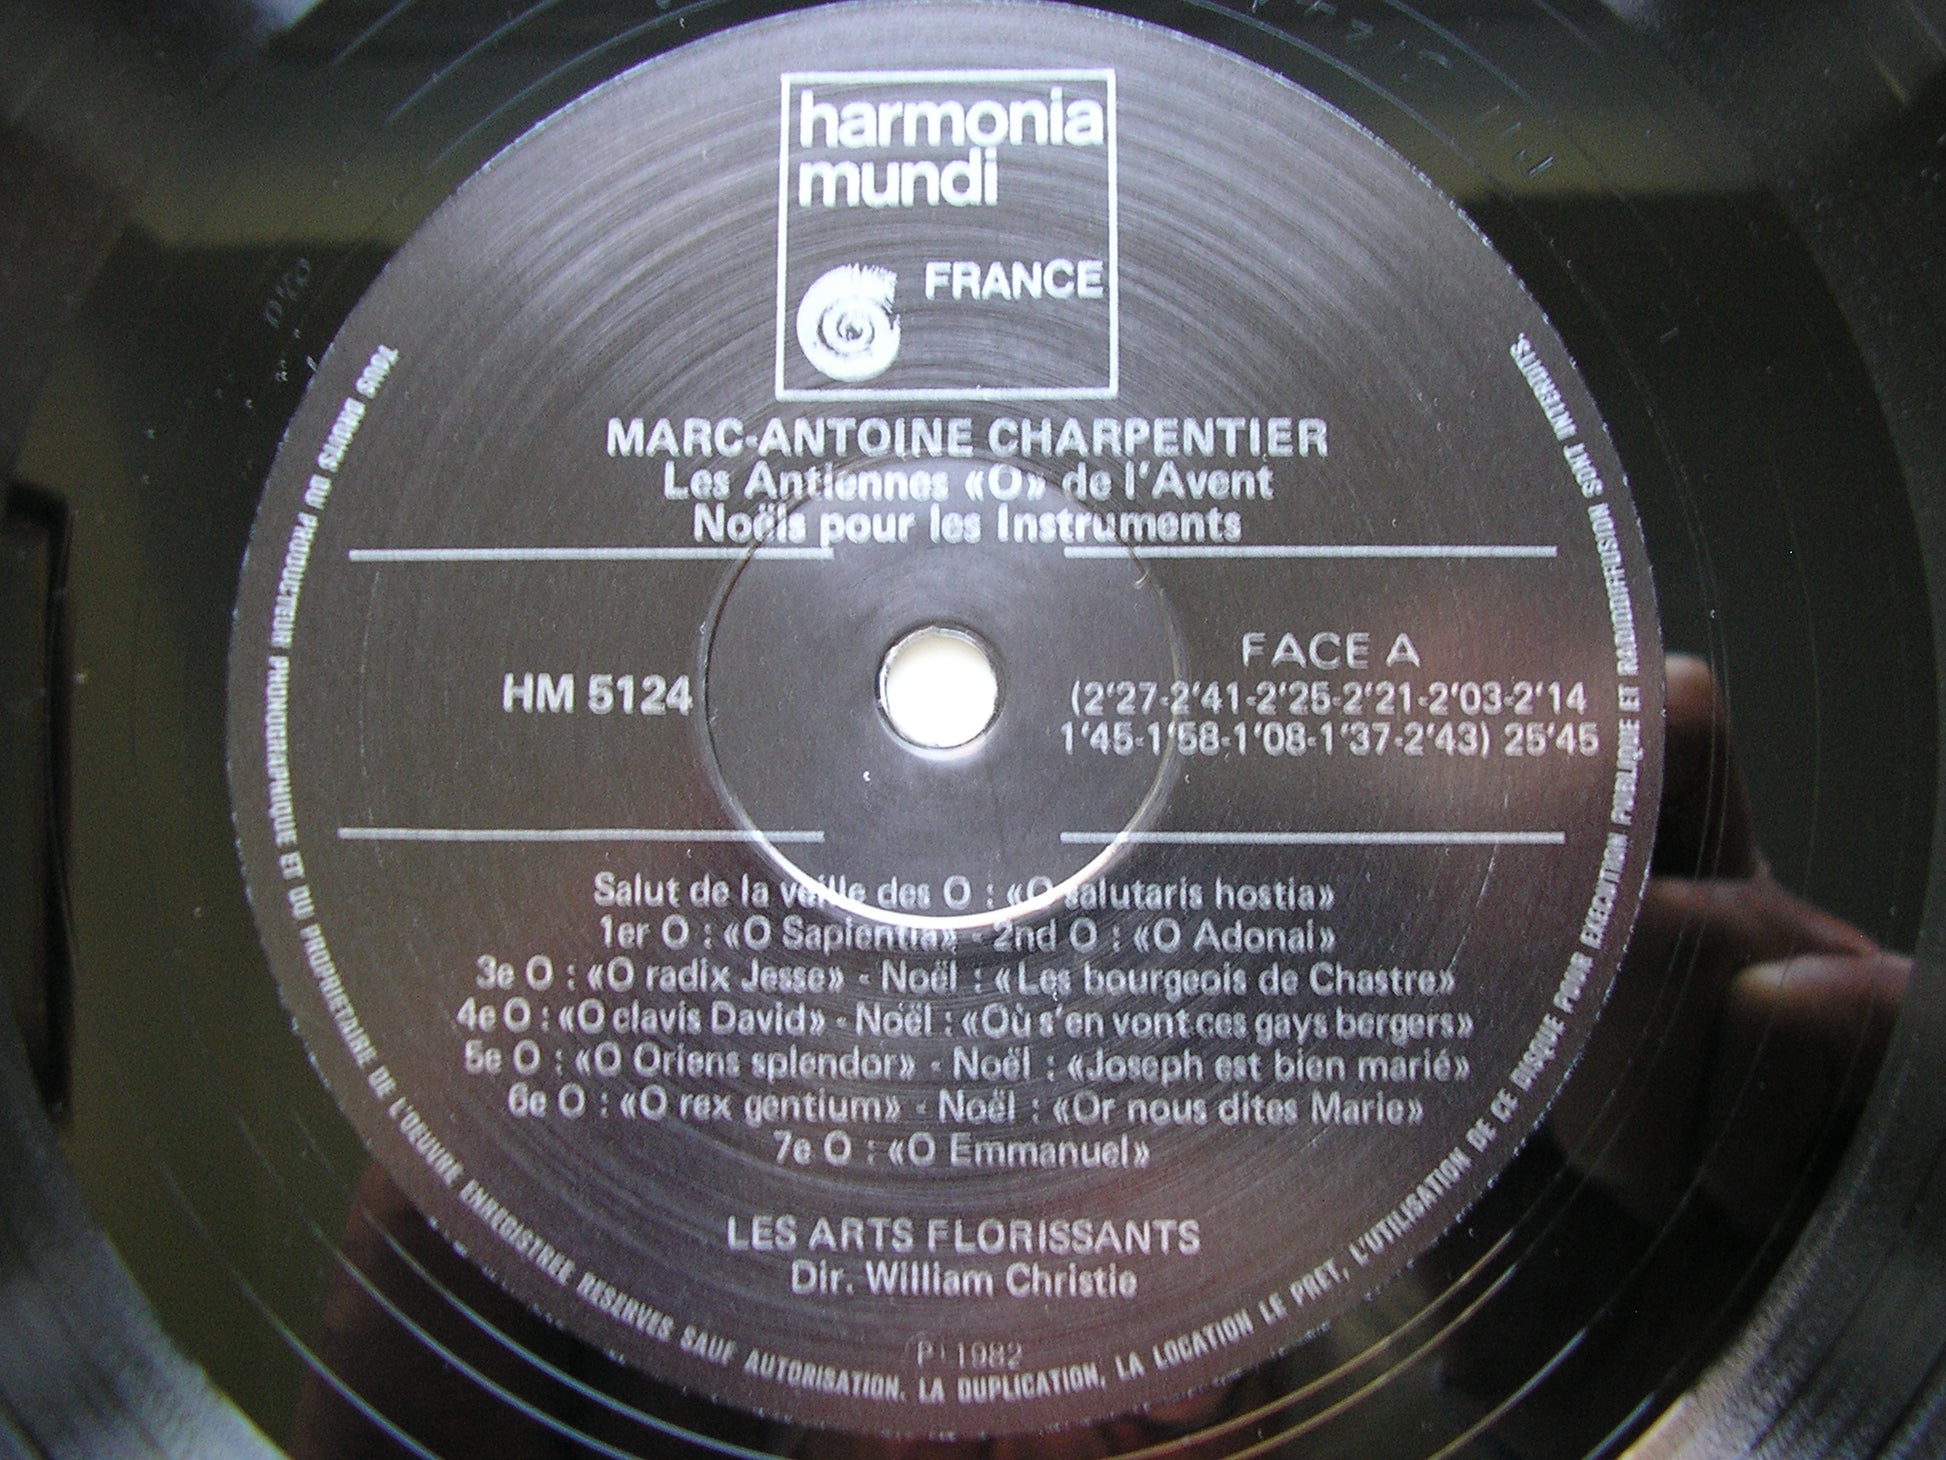 harmonia
mundi
FRANCE
MARC-ANTOINE CHARPENTIER
Les Antiennes «O» de l'Avent
Noëls pour les Instruments
HM 5124
FACE A
(2'27-2'41-2'25-2'21-2'03-2'14
1'45-1'58-1'08-1'37-2'43) 25'45
Salut de la veille des O : «O salutaris hostia»
1er O : «O Sapientia» - 2nd O : «O Adonai»
3e O : «O radix Jesse» - Noël : «Les bourgeois de Chastre»
4e O : «O clavis David» - Noël : «Où s'en vont ces gays bergers»
5e O : «O Oriens splendor» - Noël : «Joseph est bien marié»
6e O : «O rex gentium» - Noël : «Or nous dites Marie»
7e O : «O Emmanuel»
LES ARTS FLORISSANTS
Dir. William Christie
P 1982
TOUS DROITS DU PRODUCTEUR PHONOGRAPHIQUE ET DU PROPRIETAIRE DE L'OEUVRE ENREGISTREE RESERVES SAUF AUTORISATION. LA DUPLICATION, LA LOCATION LE PRET, L'UTILISATION DE CE DISQUE POUR EXECUTION PUBLIQUE ET RADIODIFFUSION SONT INTERDITS.